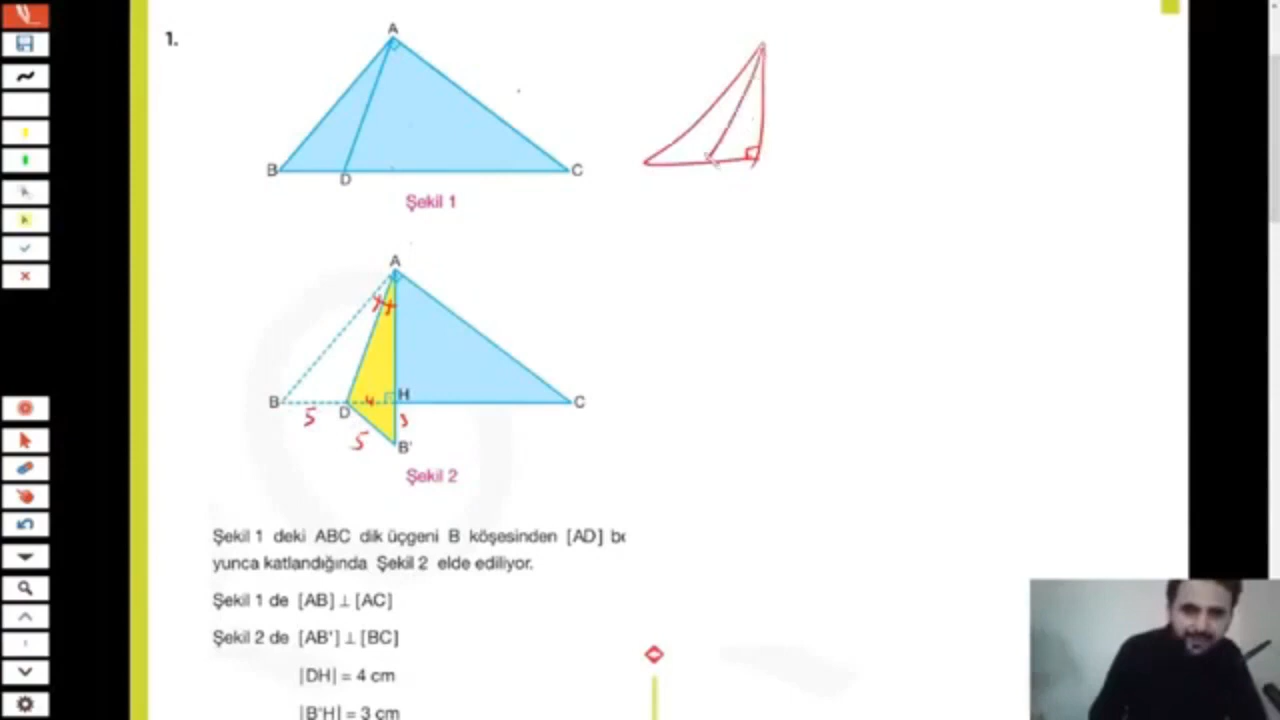 1.
A
B
D
C
Şekil 1
A
B
5
D
4
H
C
3
5
B'
Şekil 2
Şekil 1 deki ABC dik üçgeni B köşesinden [AD] bo
yunca katlandığında Şekil 2 elde ediliyor.
Şekil 1 de [AB] ⊥ [AC]
Şekil 2 de [AB'] ⊥ [BC]
|DH| = 4 cm
|B'H| = 3 cm